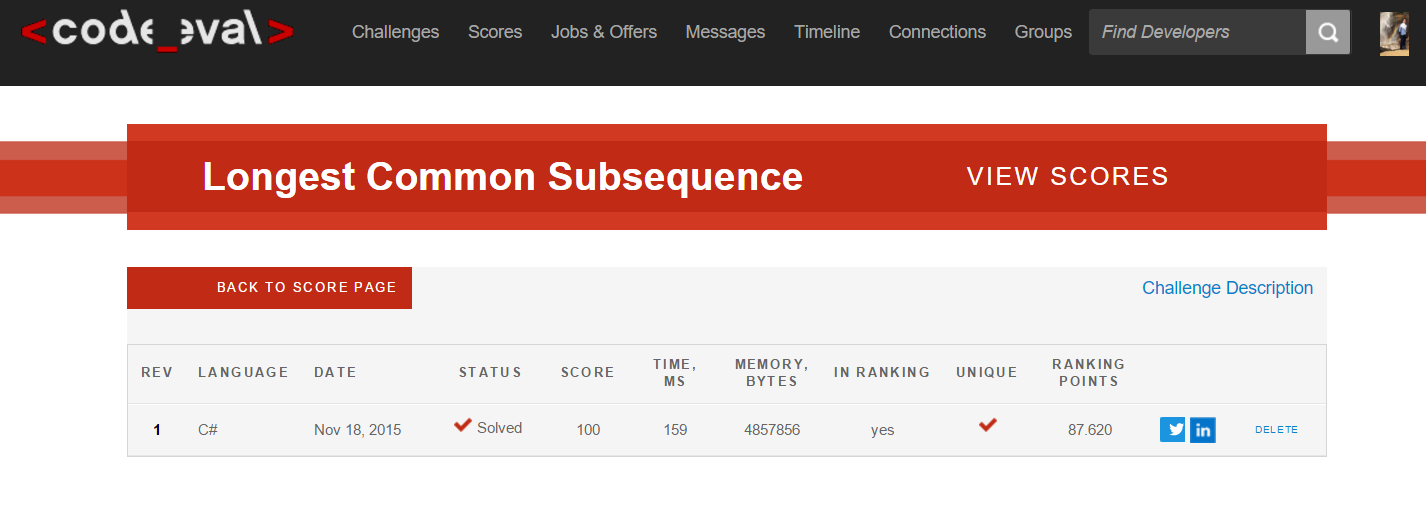 <code_eval>
Challenges Scores Jobs & Offers Messages Timeline Connections Groups Find Developers
Longest Common Subsequence VIEW SCORES
BACK TO SCORE PAGE Challenge Description
REV LANGUAGE DATE STATUS SCORE TIME, MS MEMORY, BYTES IN RANKING UNIQUE RANKING POINTS
1 C# Nov 18, 2015 Solved 100 159 4857856 yes 87.620 in DELETE